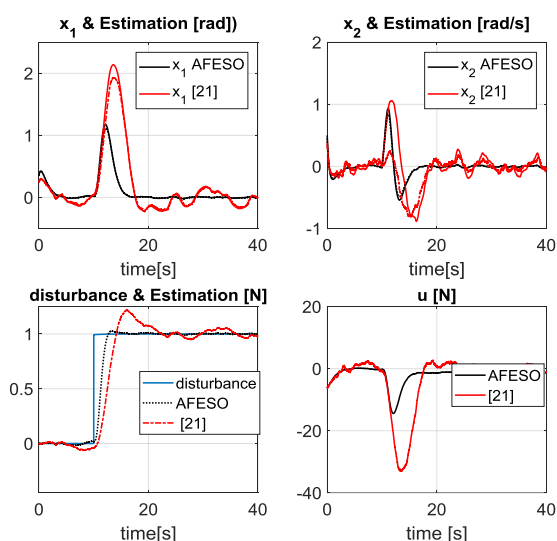 x1 & Estimation [rad])
2
1
0
x1 AFESO
x1 [21]
0
20
40
time[s]
x2 & Estimation [rad/s]
2
1
0
-1
x2 AFESO
x2 [21]
0
20
40
time[s]
disturbance & Estimation [N]
1
0.5
0
disturbance
AFESO
[21]
0
20
40
time[s]
u [N]
20
0
-20
-40
AFESO
[21]
0
20
40
time [s]